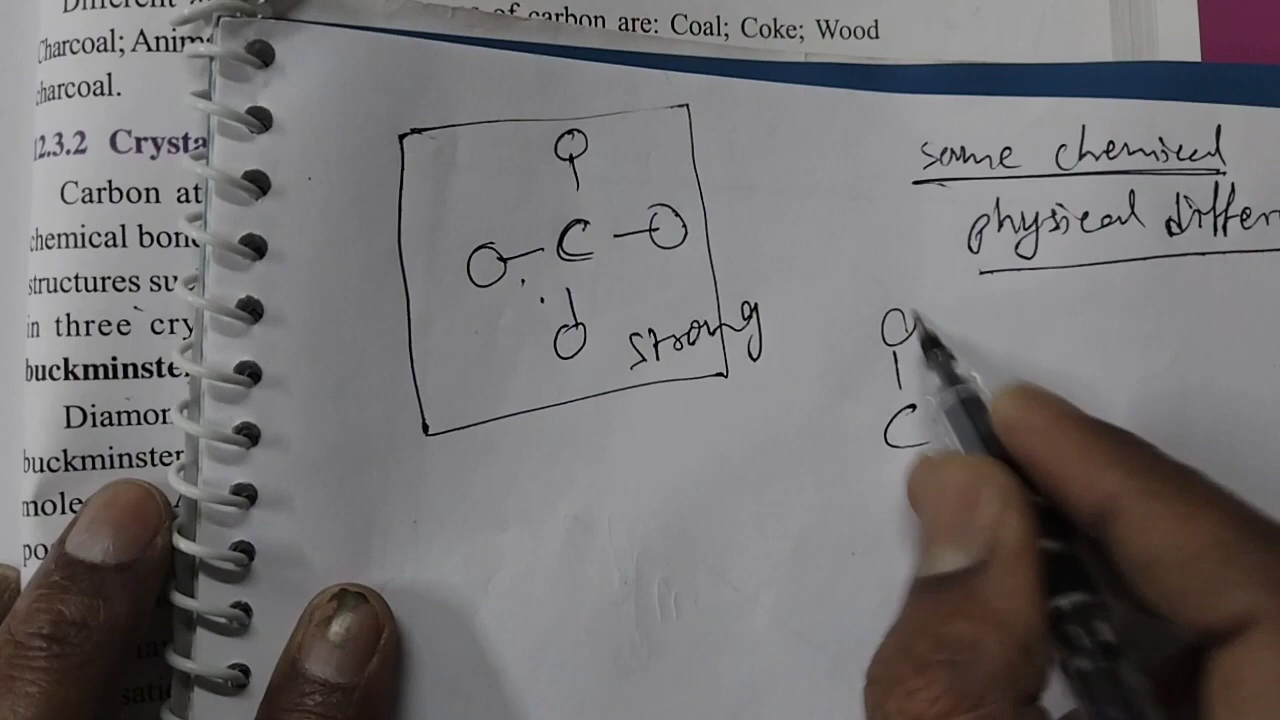 of carbon are: Coal; Coke; Wood
Charcoal; Anim
charcoal.
12.3.2 Crysta
Carbon at
chemical bon
structures su
in three cry
buckminste
Diamon
buckminster
mole
po
O
O C O
O
strong
same chemical
physical differ
O
C